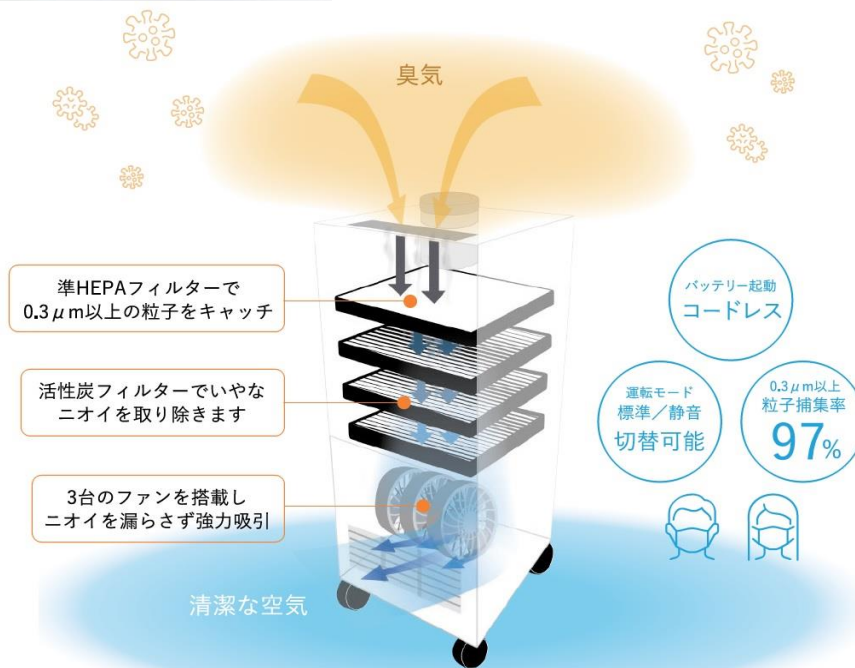 臭気
準HEPAフィルターで
0.3μm以上の粒子をキャッチ
活性炭フィルターでいやな
ニオイを取り除きます
3台のファンを搭載し
ニオイを漏らさず強力吸引
清潔な空気
バッテリー起動
コードレス
運転モード
標準／静音
切替可能
0.3μm以上
粒子捕集率
97%